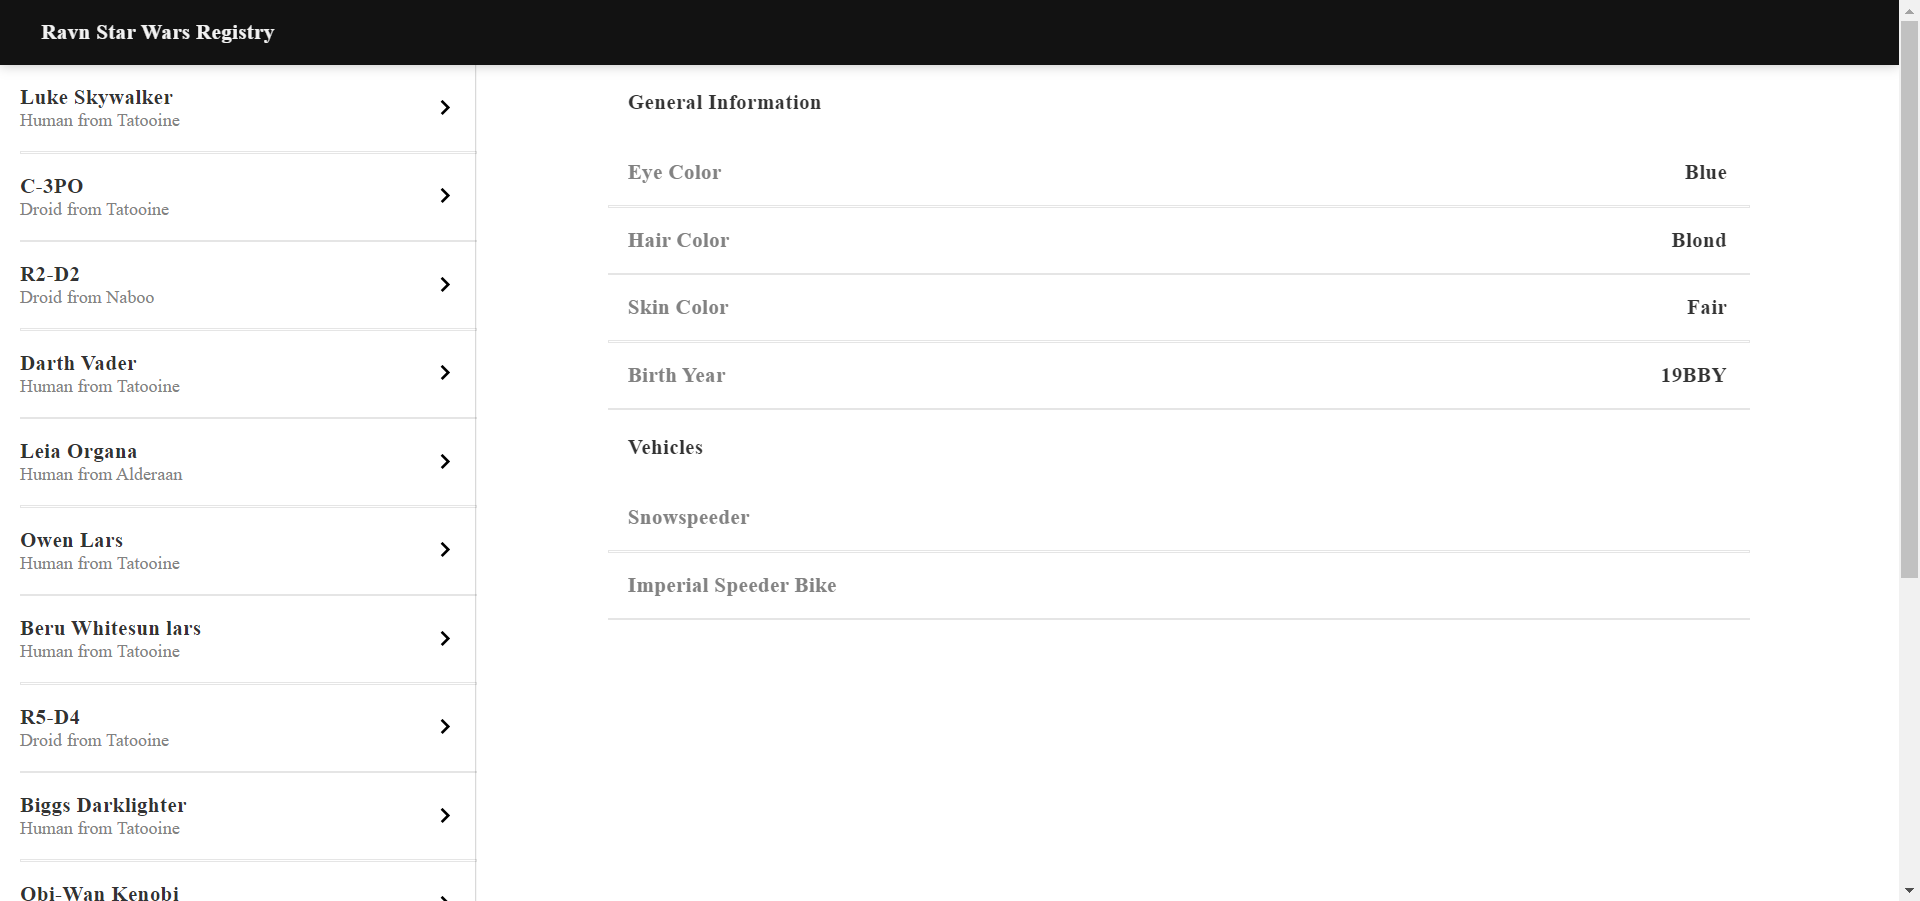 Ravn Star Wars Registry
Luke Skywalker
Human from Tatooine
C-3PO
Droid from Tatooine
R2-D2
Droid from Naboo
Darth Vader
Human from Tatooine
Leia Organa
Human from Alderaan
Owen Lars
Human from Tatooine
Beru Whitesun lars
Human from Tatooine
R5-D4
Droid from Tatooine
Biggs Darklighter
Human from Tatooine
Obi-Wan Kenobi
General Information
Eye Color Blue
Hair Color Blond
Skin Color Fair
Birth Year 19BBY
Vehicles
Snowspeeder
Imperial Speeder Bike